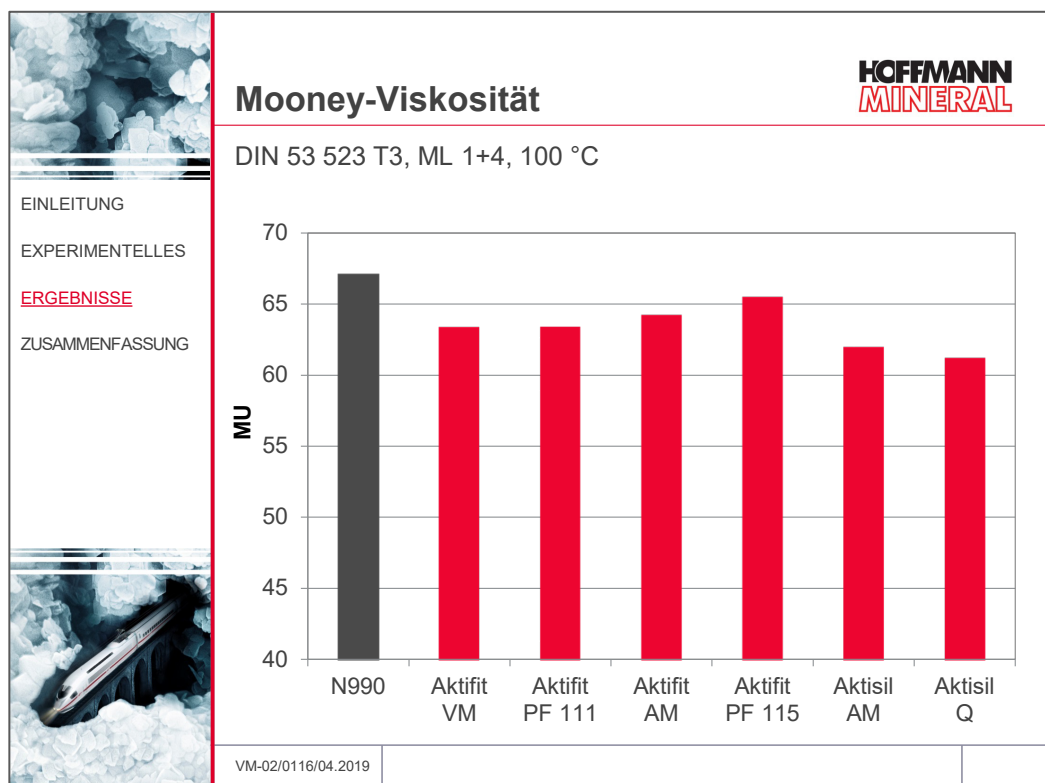 Mooney-Viskosität
HOFFMANN
MINERAL
DIN 53 523 T3, ML 1+4, 100 °C
EINLEITUNG
EXPERIMENTELLES
ERGEBNISSE
ZUSAMMENFASSUNG
70
65
60
55
50
45
40
MU
N990
Aktifit
VM
Aktifit
PF 111
Aktifit
AM
Aktifit
PF 115
Aktisil
AM
Aktisil
Q
VM-02/0116/04.2019